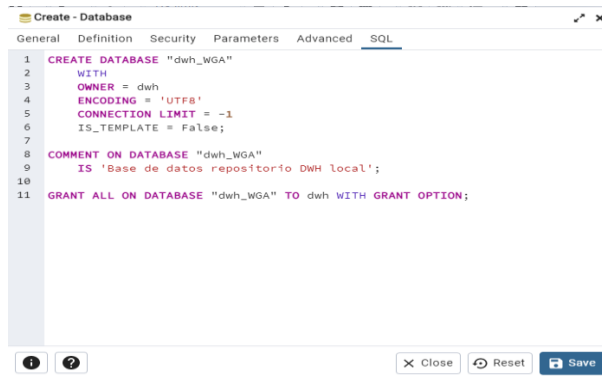 Create - Database
General Definition Security Parameters Advanced SQL
1 CREATE DATABASE "dwh_WGA"
2 WITH
3 OWNER = dwh
4 ENCODING = 'UTF8'
5 CONNECTION LIMIT = -1
6 IS_TEMPLATE = False;
7
8 COMMENT ON DATABASE "dwh_WGA"
9 IS 'Base de datos repositorio DWH local';
10
11 GRANT ALL ON DATABASE "dwh_WGA" TO dwh WITH GRANT OPTION;
Close Reset Save